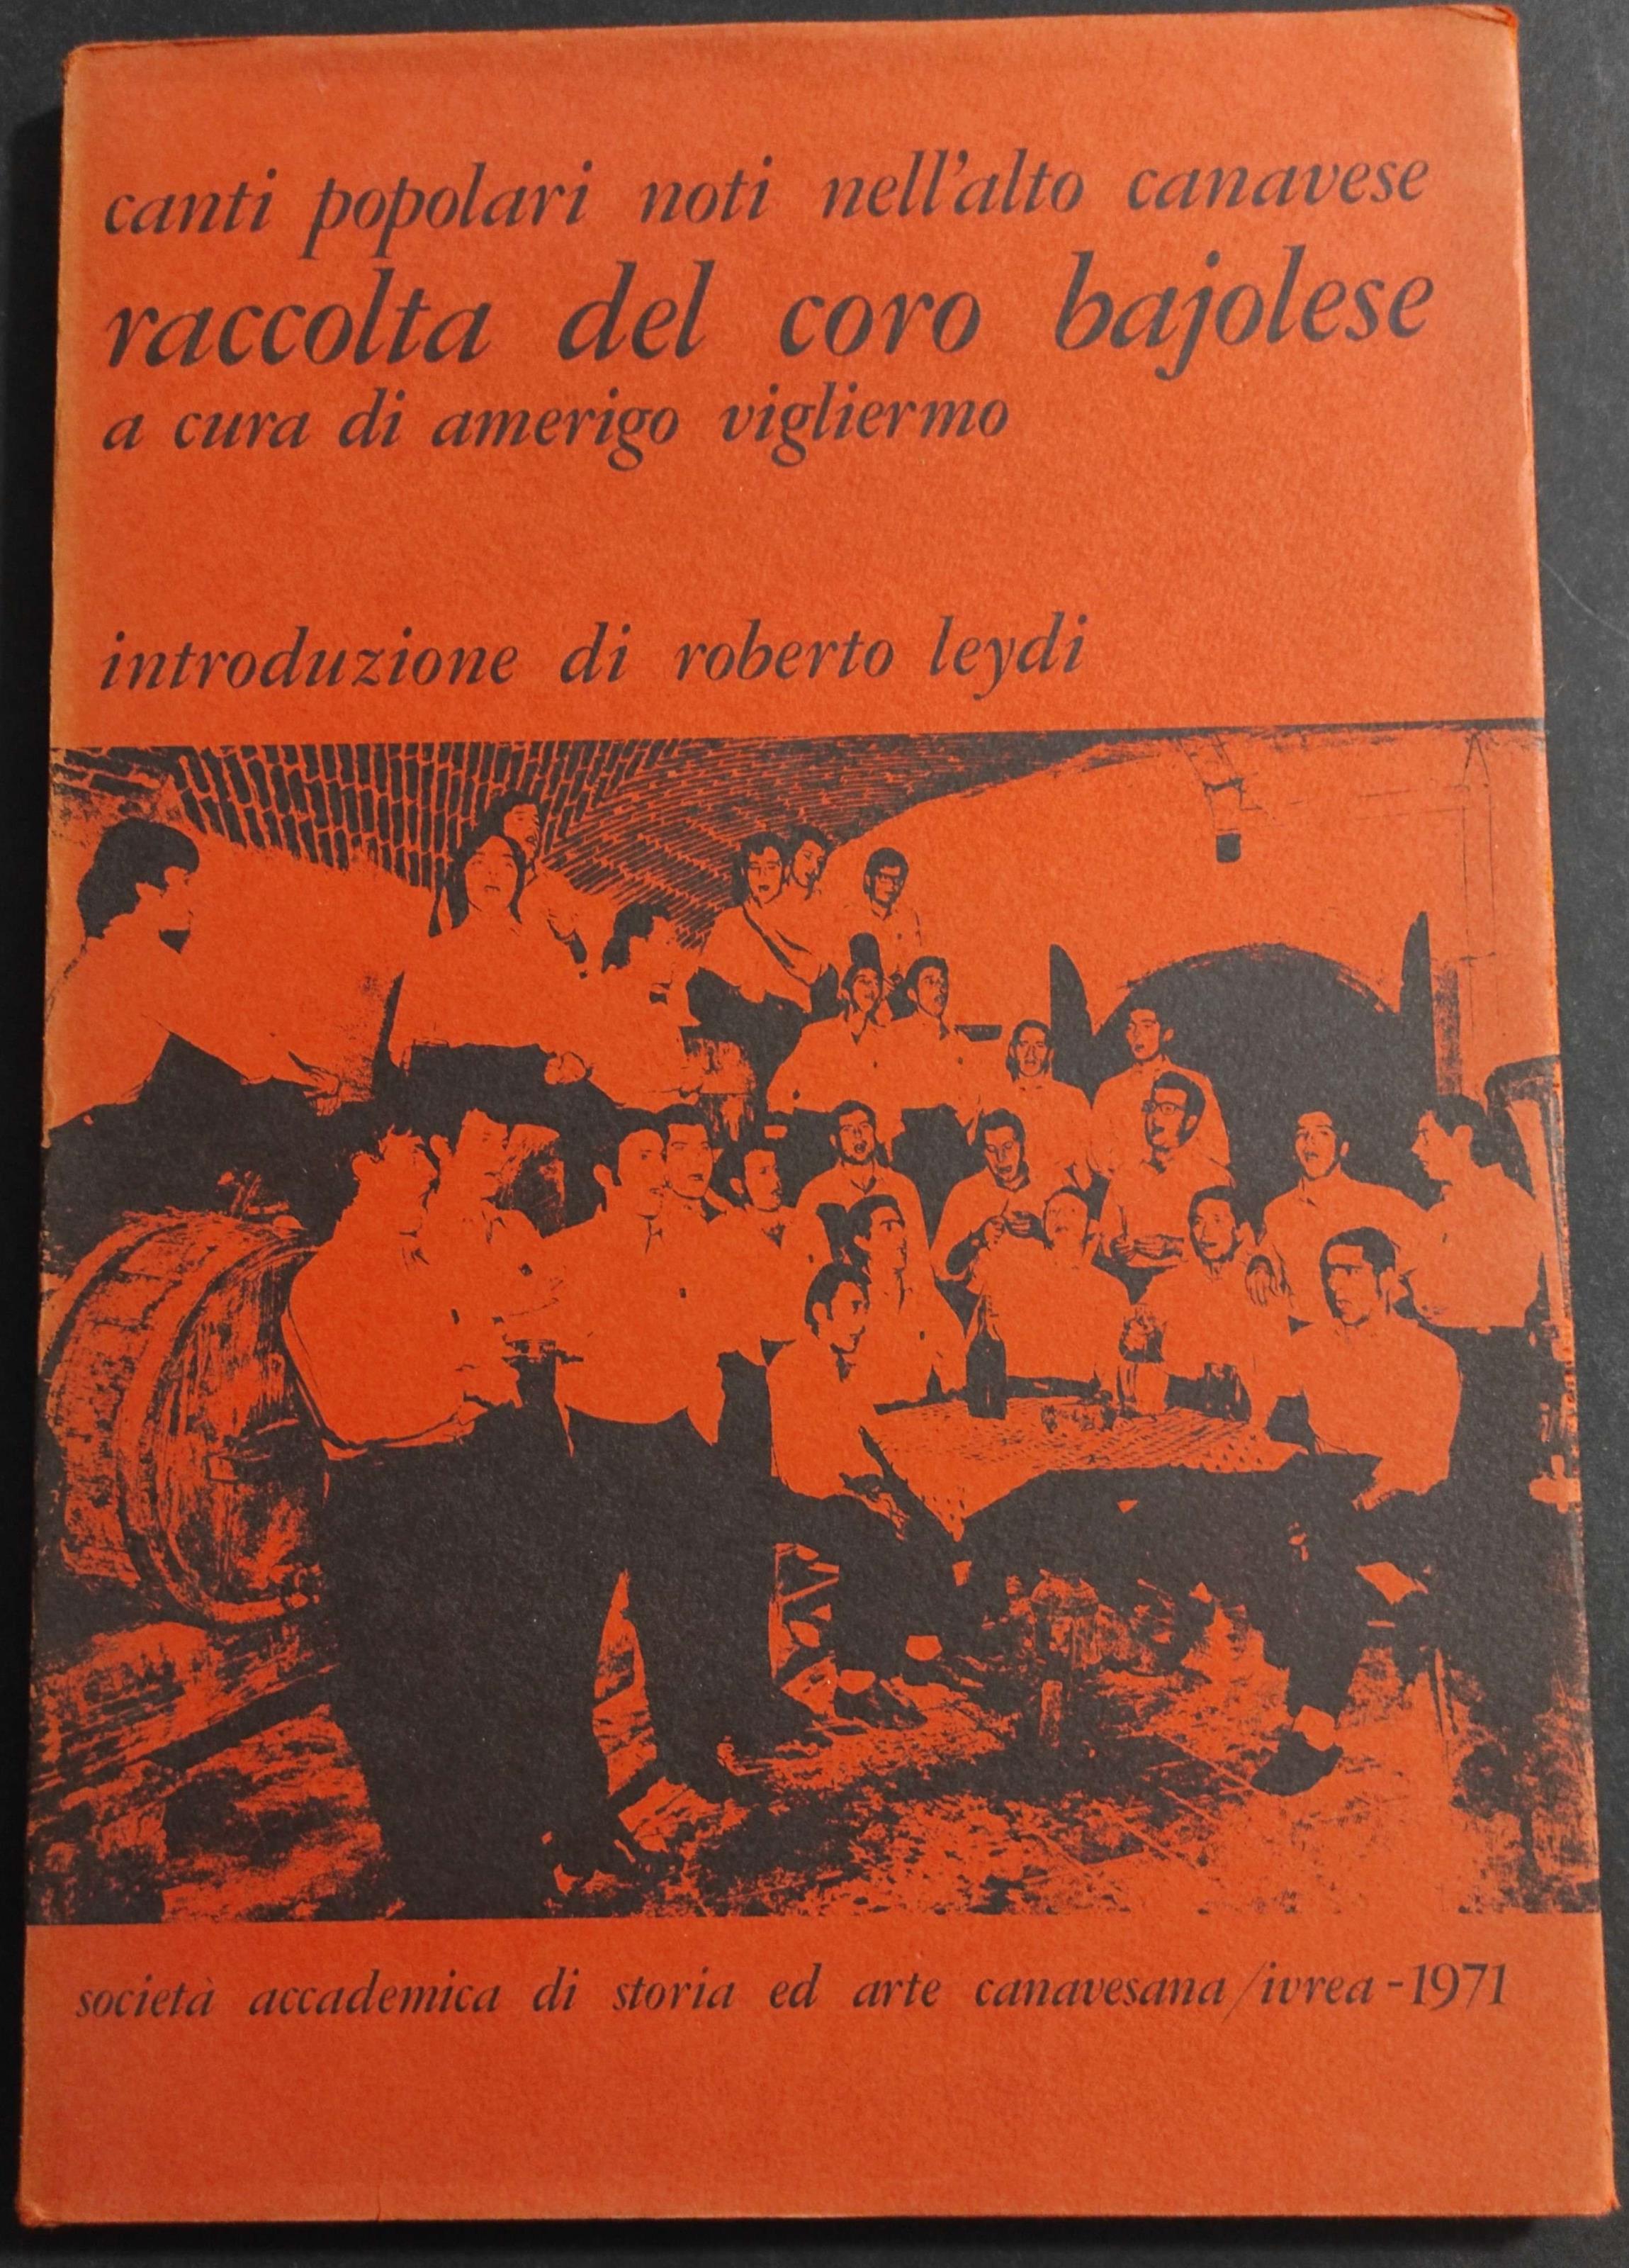 canti popolari noti nell'alto canavese
raccolta del coro bajolese
a cura di amerigo vigliermo
introduzione di roberto leydi
società accademica di storia ed arte canavesana/ivrea-1971